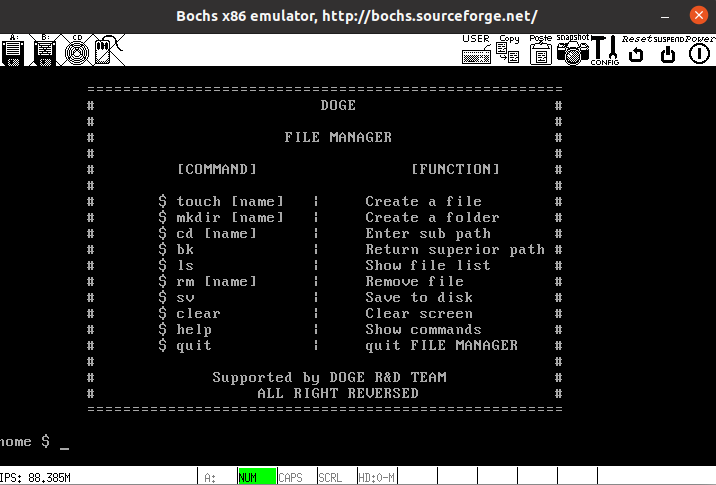 Bochs x86 emulator, http://bochs.sourceforge.net/
A: B: CD USER Copy Paste snapshot CONFIG Reset SUSPEND Power
================================================
# DOGE #
# #
# FILE MANAGER #
# #
# [COMMAND] [FUNCTION] #
# #
# $ touch [name] ¦ Create a file #
# $ mkdir [name] ¦ Create a folder #
# $ cd [name] ¦ Enter sub path #
# $ bk ¦ Return superior path #
# $ ls ¦ Show file list #
# $ rm [name] ¦ Remove file #
# $ sv ¦ Save to disk #
# $ clear ¦ Clear screen #
# $ help ¦ Show commands #
# $ quit ¦ quit FILE MANAGER #
# #
# Supported by DOGE R&D TEAM #
# ALL RIGHT REVERSED #
================================================
home $ _
IPS: 88.385M A: NUM CAPS SCRL HD:0-M